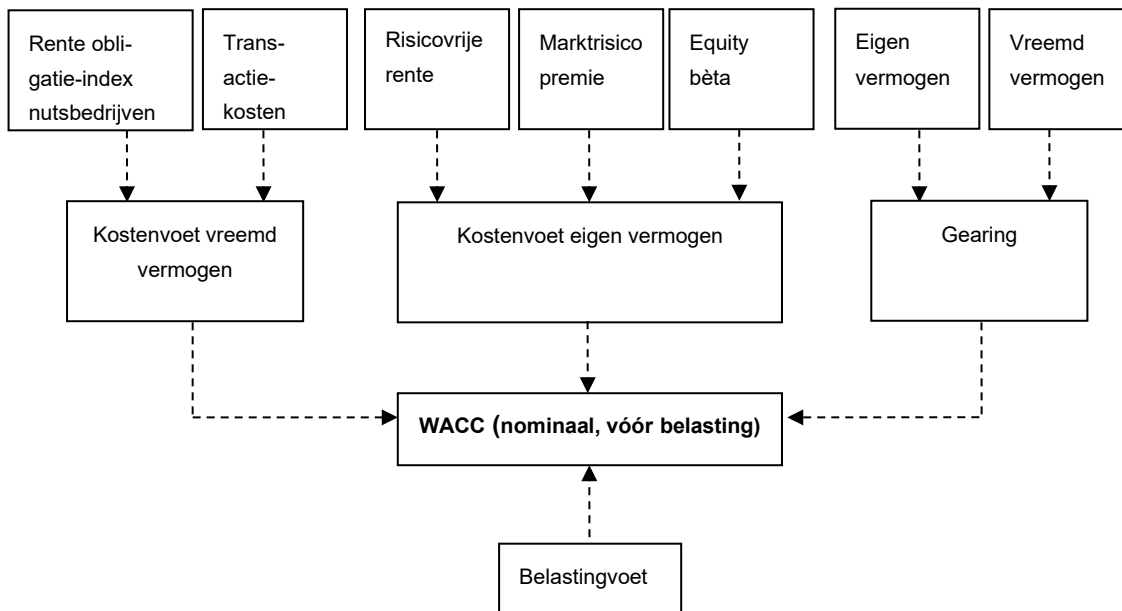 Rente obli-
gatie-index
nutsbedrijven
Trans-
actie-
kosten
Risicovrije
rente
Marktrisico
premie
Equity
bèta
Eigen
vermogen
Vreemd
vermogen
Kostenvoet vreemd
vermogen
Kostenvoet eigen vermogen
Gearing
WACC (nominaal, vóór belasting)
Belastingvoet